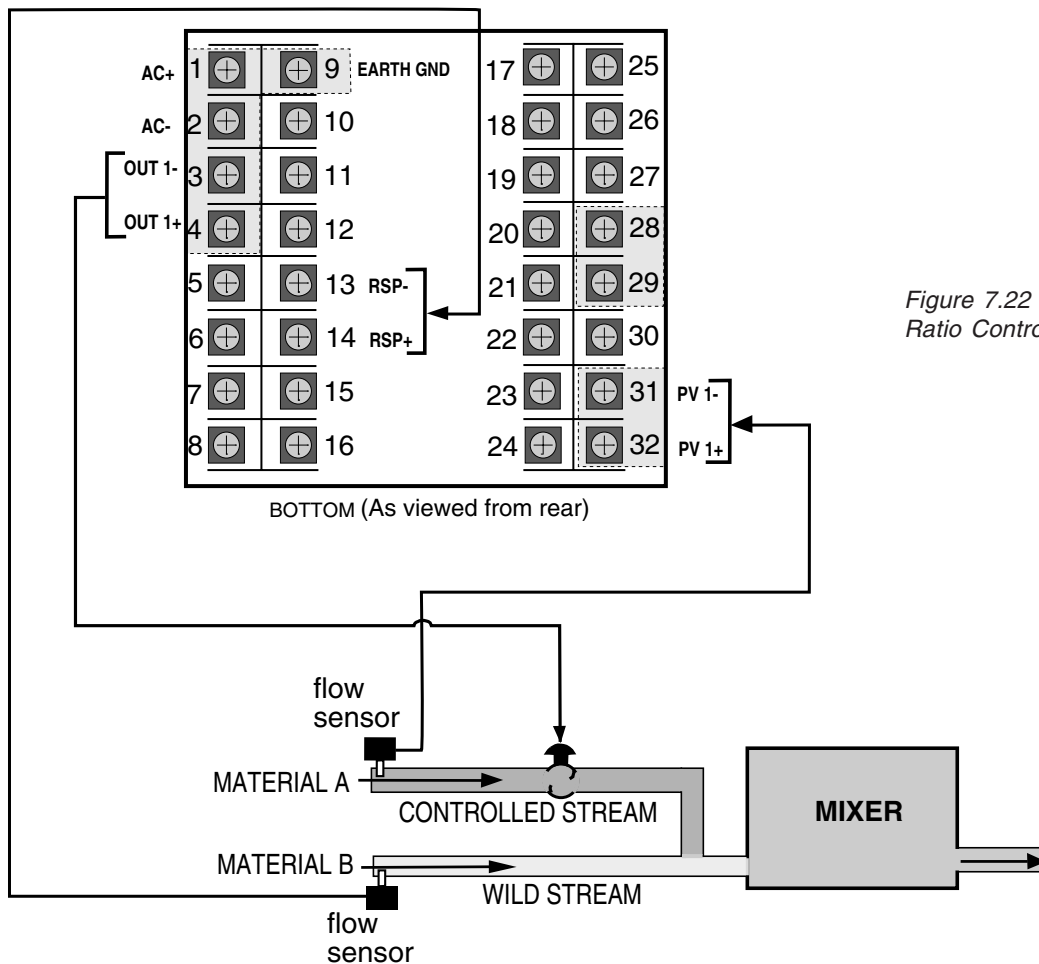 AC+ 1 9 EARTH GND 17 25
AC- 2 10 18 26
OUT 1- 3 11 19 27
OUT 1+ 4 12 20 28
5 13 RSP- 21 29
6 14 RSP+ 22 30
7 15 23 31 PV 1-
8 16 24 32 PV 1+
BOTTOM (As viewed from rear)
Figure 7.22
Ratio Contro
flow
sensor
MATERIAL A
CONTROLLED STREAM
MIXER
MATERIAL B
WILD STREAM
flow
sensor